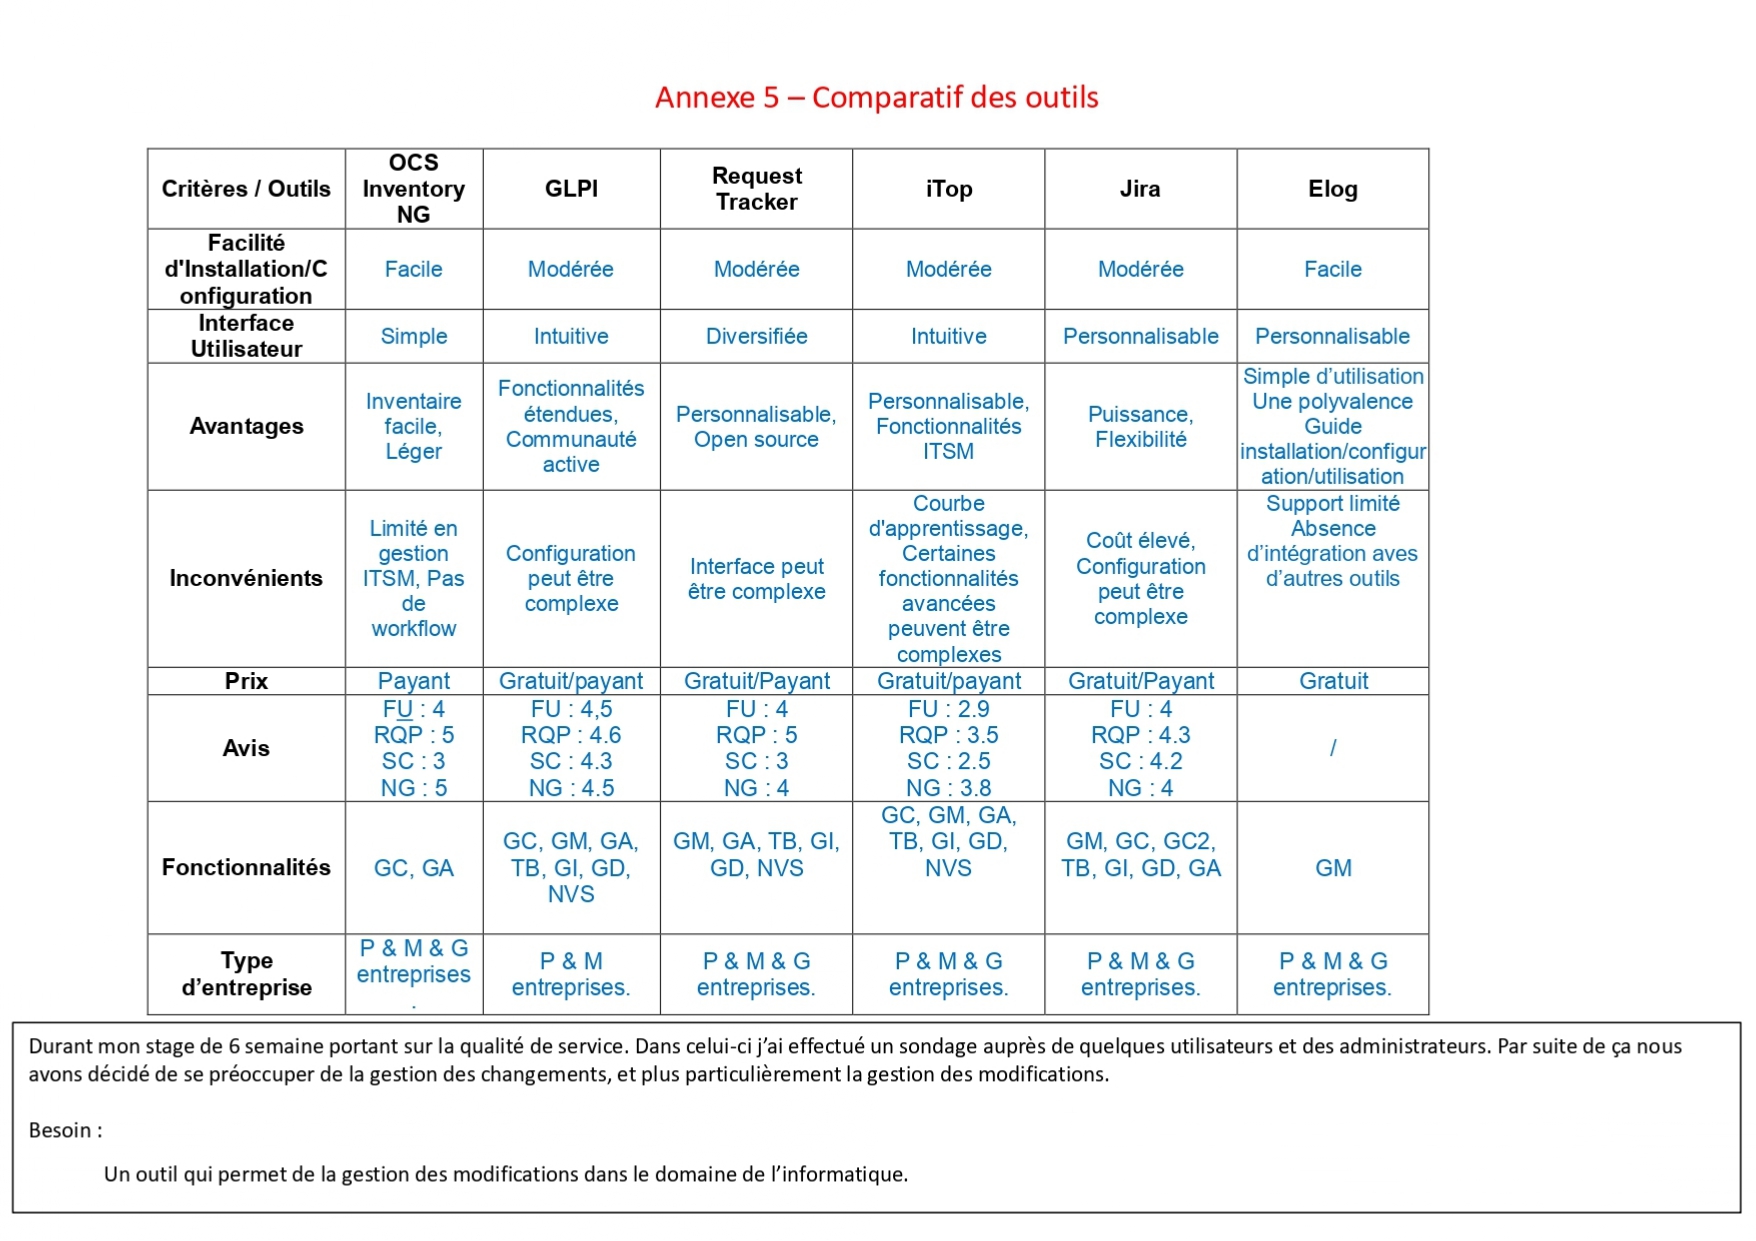 Annexe 5 – Comparatif des outils
Critères / Outils
OCS
Inventory
NG
GLPI
Request
Tracker
iTop
Jira
Elog
Facilité
d'Installation/C
onfiguration
Facile
Modérée
Modérée
Modérée
Modérée
Facile
Interface
Utilisateur
Simple
Intuitive
Diversifiée
Intuitive
Personnalisable
Personnalisable
Avantages
Inventaire
facile,
Léger
Fonctionnalités
étendues,
Communauté
active
Personnalisable,
Open source
Personnalisable,
Fonctionnalités
ITSM
Puissance,
Flexibilité
Simple d’utilisation
Une polyvalence
Guide
installation/configur
ation/utilisation
Inconvénients
Limité en
gestion
ITSM, Pas
de
workflow
Configuration
peut être
complexe
Interface peut
être complexe
Courbe
d'apprentissage,
Certaines
fonctionnalités
avancées
peuvent être
complexes
Coût élevé,
Configuration
peut être
complexe
Support limité
Absence
d’intégration aves
d’autres outils
Prix
Payant
Gratuit/payant
Gratuit/Payant
Gratuit/payant
Gratuit/Payant
Gratuit
Avis
FU : 4
RQP : 5
SC : 3
NG : 5
FU : 4,5
RQP : 4.6
SC : 4.3
NG : 4.5
FU : 4
RQP : 5
SC : 3
NG : 4
FU : 2.9
RQP : 3.5
SC : 2.5
NG : 3.8
FU : 4
RQP : 4.3
SC : 4.2
NG : 4
/
Fonctionnalités
GC, GA
GC, GM, GA,
TB, GI, GD,
NVS
GM, GA, TB, GI,
GD, NVS
GC, GM, GA,
TB, GI, GD,
NVS
GM, GC, GC2,
TB, GI, GD, GA
GM
Type
d’entreprise
P & M & G
entreprises
.
P & M
entreprises.
P & M & G
entreprises.
P & M & G
entreprises.
P & M & G
entreprises.
P & M & G
entreprises.
Durant mon stage de 6 semaine portant sur la qualité de service. Dans celui-ci j’ai effectué un sondage auprès de quelques utilisateurs et des administrateurs. Par suite de ça nous
avons décidé de se préoccuper de la gestion des changements, et plus particulièrement la gestion des modifications.
Besoin :
Un outil qui permet de la gestion des modifications dans le domaine de l’informatique.